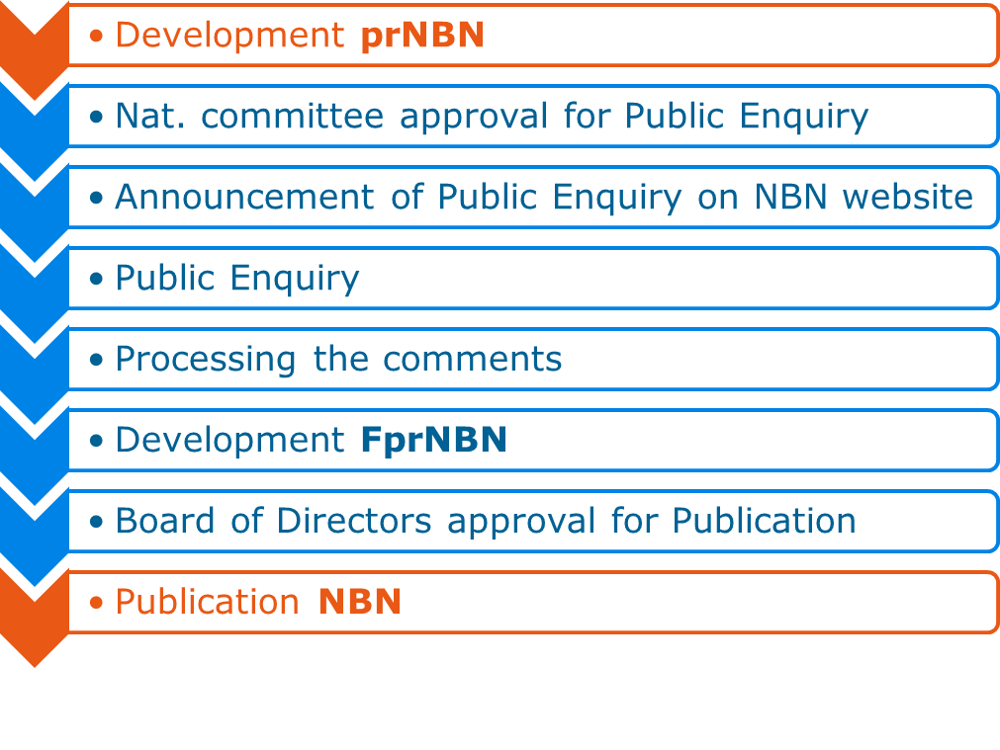 • Development prNBN
• Nat. committee approval for Public Enquiry
• Announcement of Public Enquiry on NBN website
• Public Enquiry
• Processing the comments
• Development FprNBN
• Board of Directors approval for Publication
• Publication NBN